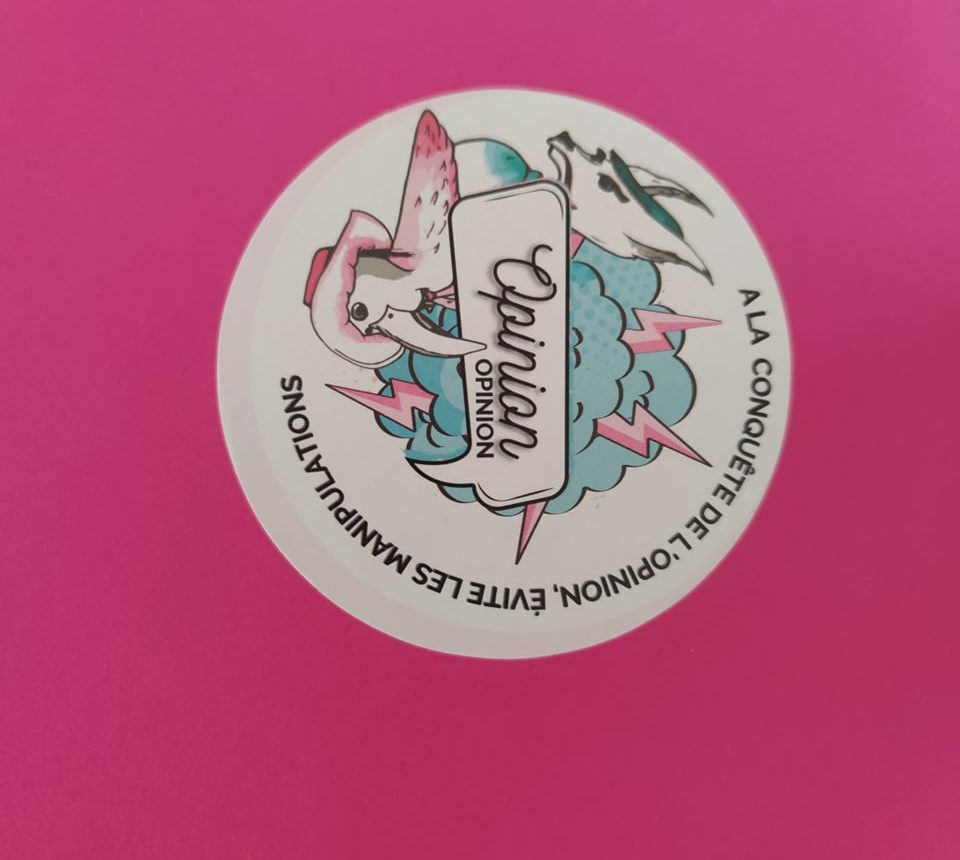 Opinion
OPINION
A LA CONQUÊTE DE L'OPINION, ÉVITE LES MANIPULATIONS